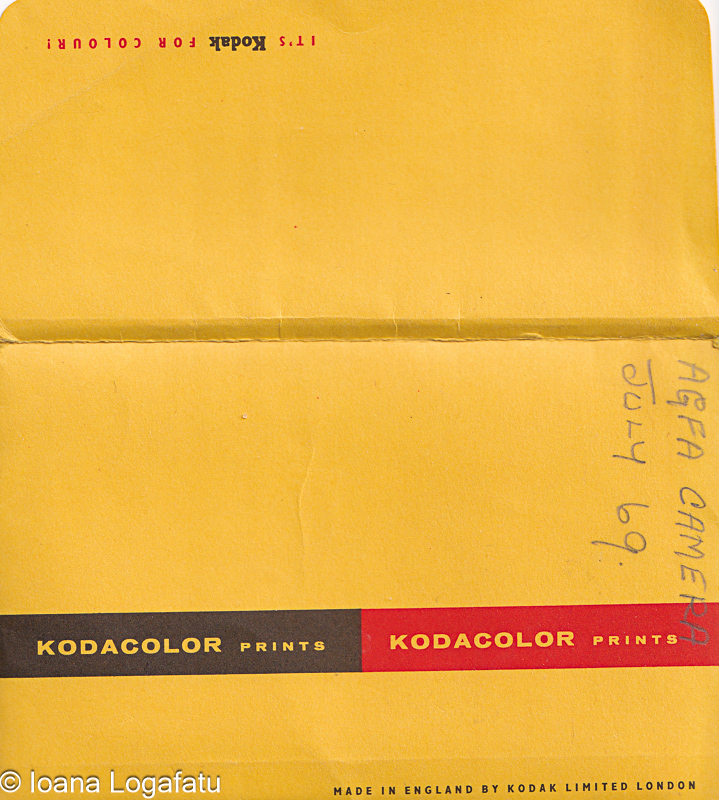 IT'S Kodak FOR COLOUR!
AGFA CAMERA
JULY 69.
KODACOLOR PRINTS KODACOLOR PRINTS
MADE IN ENGLAND BY KODAK LIMITED LONDON
© Ioana Logafatu